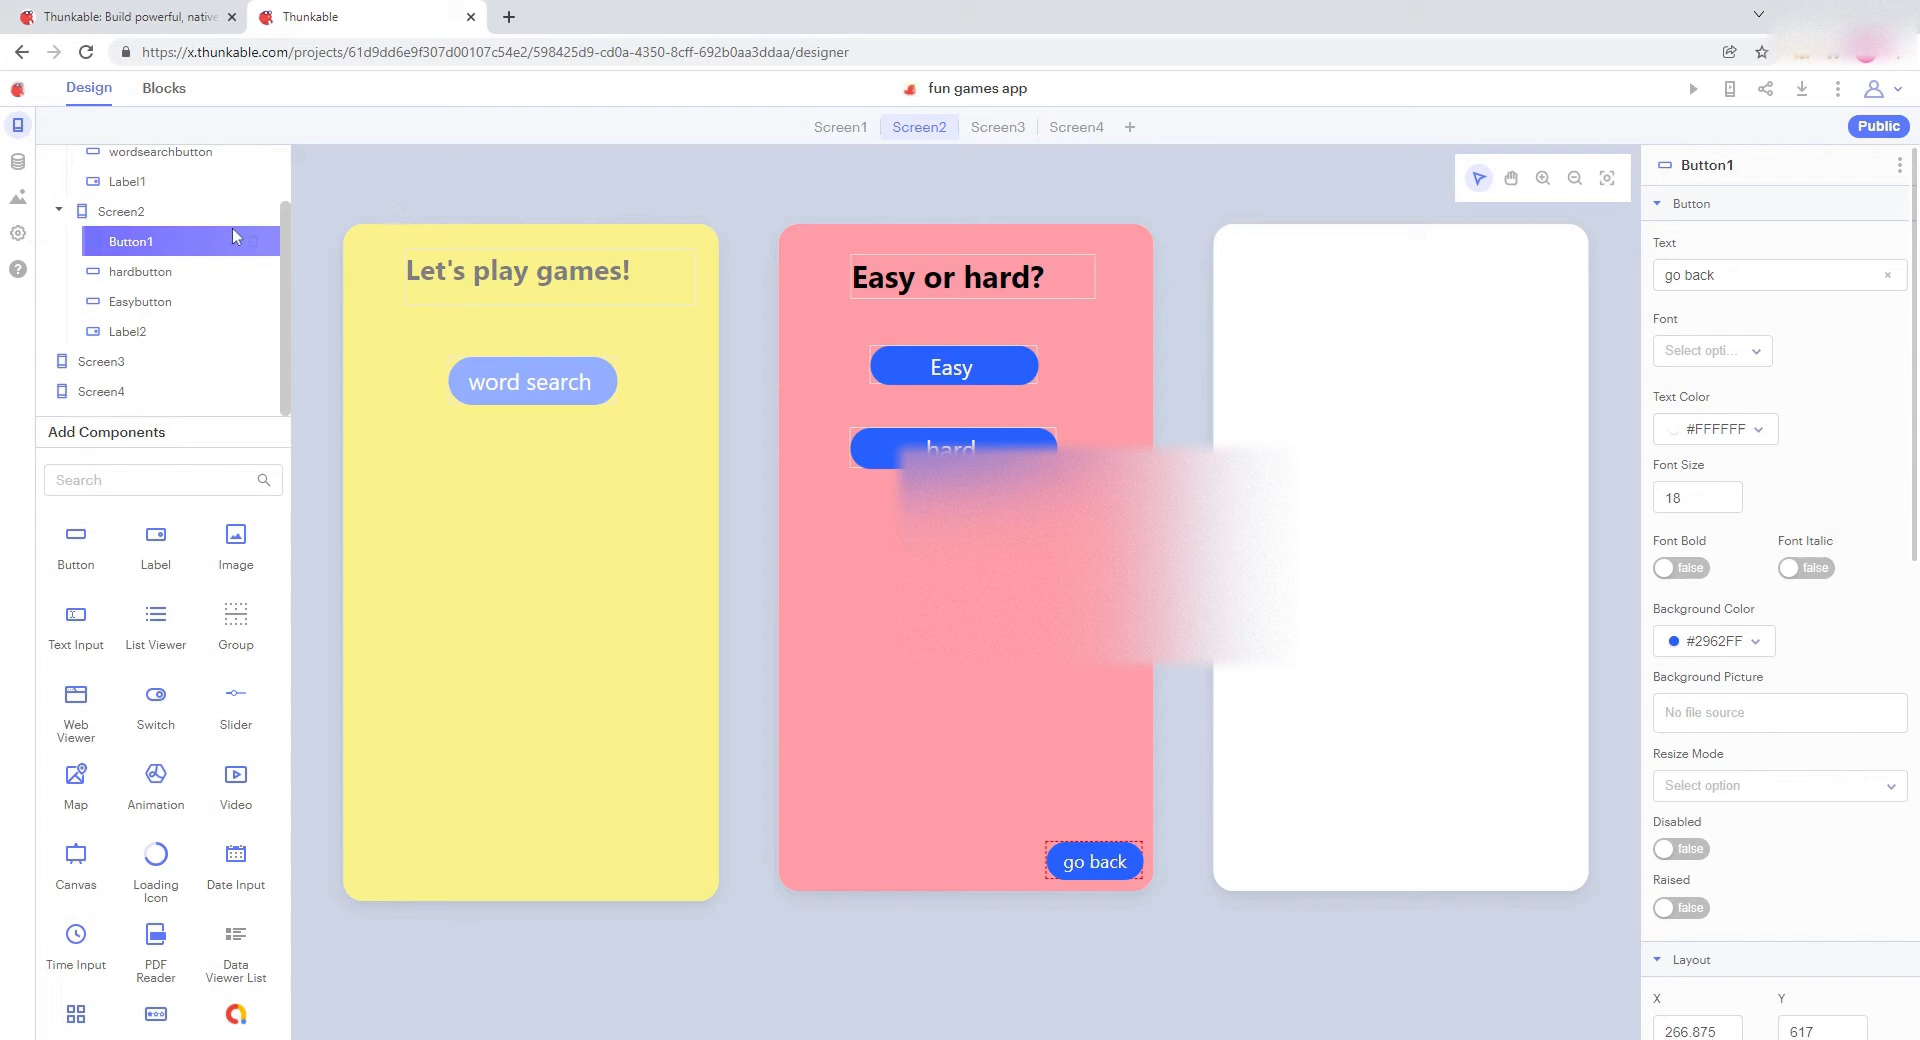 Thunkable: Build powerful, native
Thunkable
https://x.thunkable.com/projects/61d9dd6e9f307d00107c54e2/598425d9-cd0a-4350-8cff-692b0aa3ddaa/designer
Design
Blocks
fun games app
Screen1
Screen2
Screen3
Screen4
Public
wordsearchbutton
Label1
Screen2
Button1
hardbutton
Easybutton
Label2
Screen3
Screen4
Add Components
Search
Button
Label
Image
Text Input
List Viewer
Group
Web
Viewer
Switch
Slider
Map
Animation
Video
Canvas
Loading
Icon
Date Input
Time Input
PDF
Reader
Data
Viewer List
Let's play games!
word search
Easy or hard?
Easy
hard
go back
Button1
Button
Text
go back
Font
Select opti...
Text Color
#FFFFFF
Font Size
18
Font Bold
Font Italic
false
false
Background Color
#2962FF
Background Picture
No file source
Resize Mode
Select option
Disabled
false
Raised
false
Layout
X
Y
266.875
617